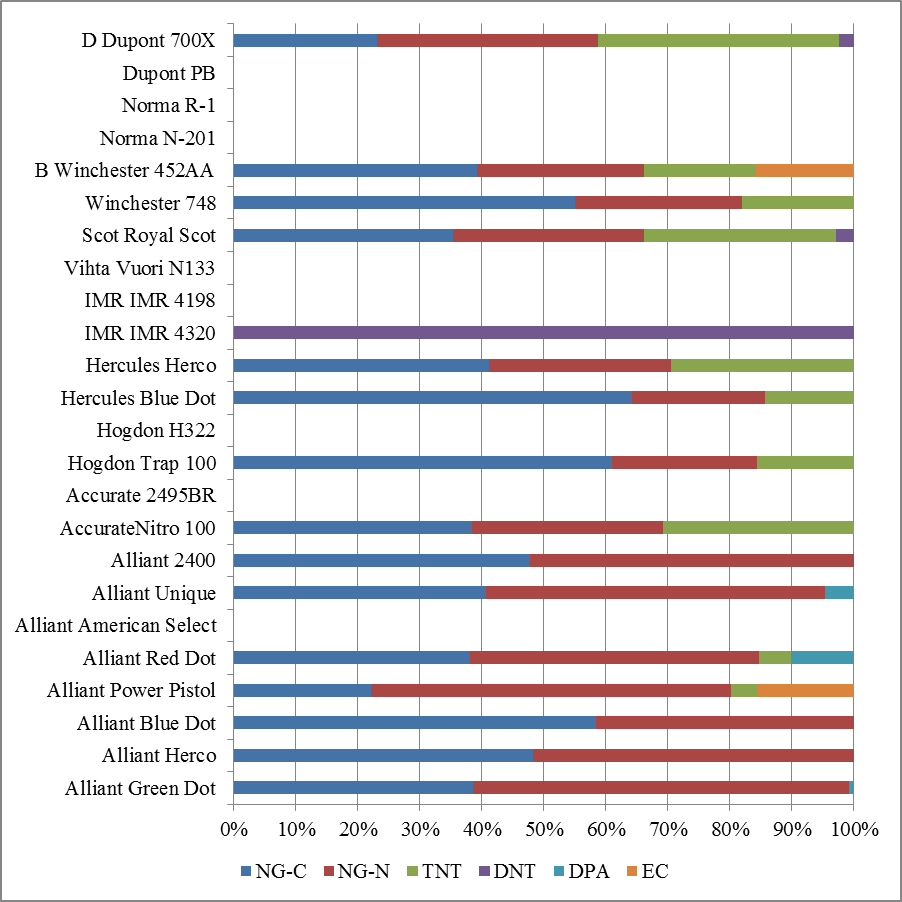 D Dupont 700X
Dupont PB
Norma R-1
Norma N-201
B Winchester 452AA
Winchester 748
Scot Royal Scot
Vihta Vuori N133
IMR IMR 4198
IMR IMR 4320
Hercules Herco
Hercules Blue Dot
Hogdon H322
Hogdon Trap 100
Accurate 2495BR
AccurateNitro 100
Alliant 2400
Alliant Unique
Alliant American Select
Alliant Red Dot
Alliant Power Pistol
Alliant Blue Dot
Alliant Herco
Alliant Green Dot
0% 10% 20% 30% 40% 50% 60% 70% 80% 90% 100%
NG-C NG-N TNT DNT DPA EC